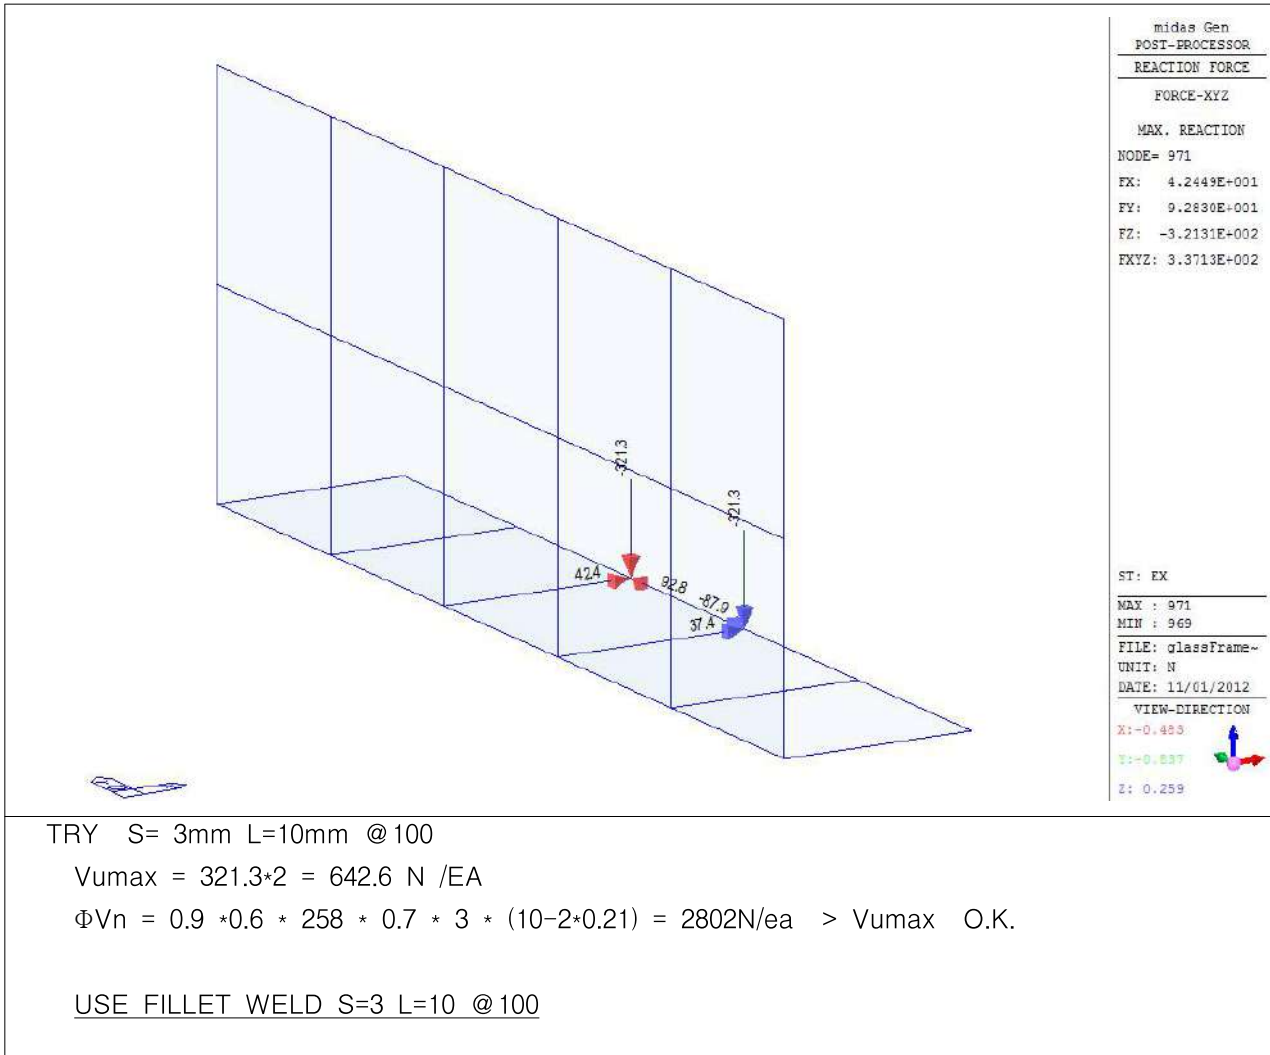 midas Gen
POST-PROCESSOR
REACTION FORCE
FORCE-XYZ
MAX. REACTION
NODE= 971
FX: 4.2449E+001
FY: 9.2830E+001
FZ: -3.2131E+002
FXYZ: 3.3713E+002
-321.3
-321.3
42.4
92.8
-87.9
37.4
ST: EX
MAX : 971
MIN : 969
FILE: glassFrame~
UNIT: N
DATE: 11/01/2012
VIEW-DIRECTION
X:-0.483
Y:-0.837
Z: 0.259
TRY S= 3mm L=10mm @100
Vumax = 321.3*2 = 642.6 N /EA
ΦVn = 0.9 *0.6 * 258 * 0.7 * 3 * (10-2*0.21) = 2802N/ea > Vumax O.K.
USE FILLET WELD S=3 L=10 @100